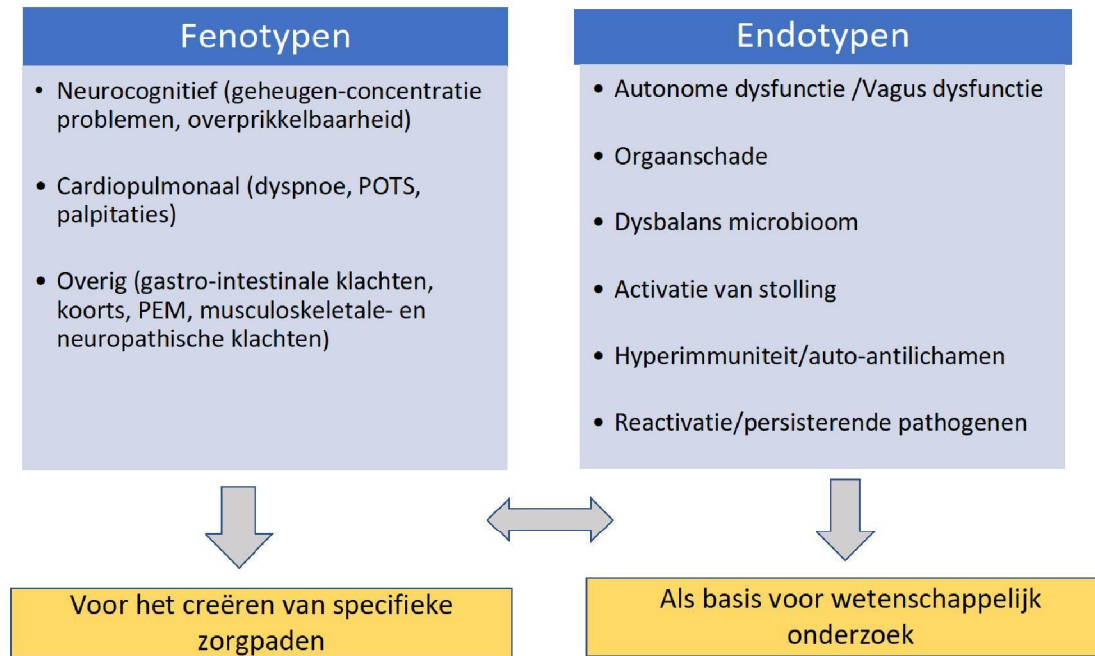 Fenotypen
• Neurocognitief (geheugen-concentratie
problemen, overprikkelbaarheid)
• Cardiopulmonaal (dyspnoe, POTS,
palpitaties)
• Overig (gastro-intestinale klachten,
koorts, PEM, musculoskeletale- en
neuropathische klachten)
Voor het creëren van specifieke
zorgpaden
Endotypen
• Autonome dysfunctie /Vagus dysfunctie
• Orgaanschade
• Dysbalans microbioom
• Activatie van stolling
• Hyperimmuniteit/auto-antilichamen
• Reactivatie/persisterende pathogenen
Als basis voor wetenschappelijk
onderzoek